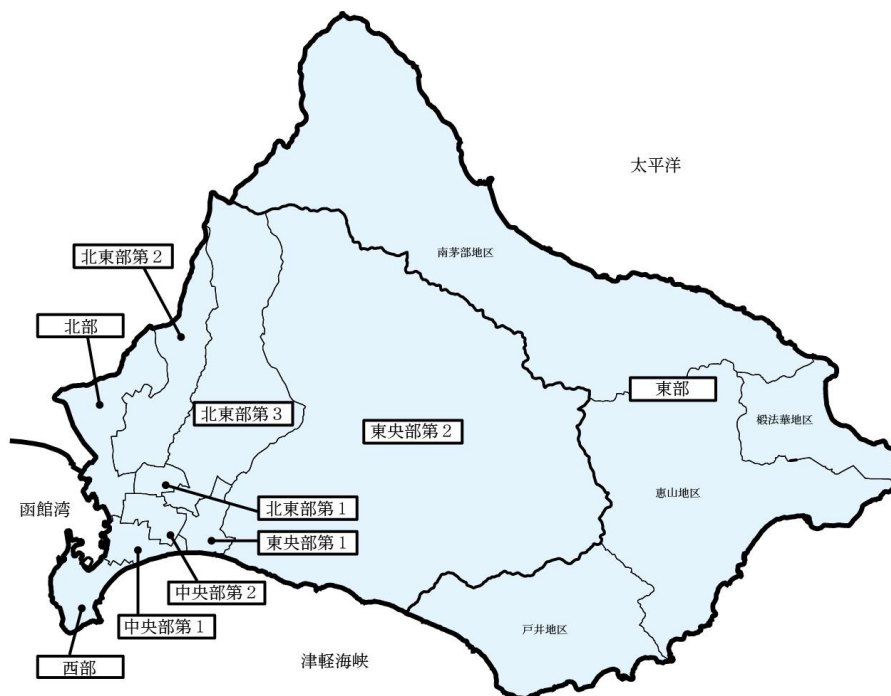 太平洋
南茅部地区
北東部第２
北部
東部
北東部第３
東央部第２
椴法華地区
恵山地区
函館湾
北東部第１
東央部第１
中央部第２
中央部第１
戸井地区
西部
津軽海峡